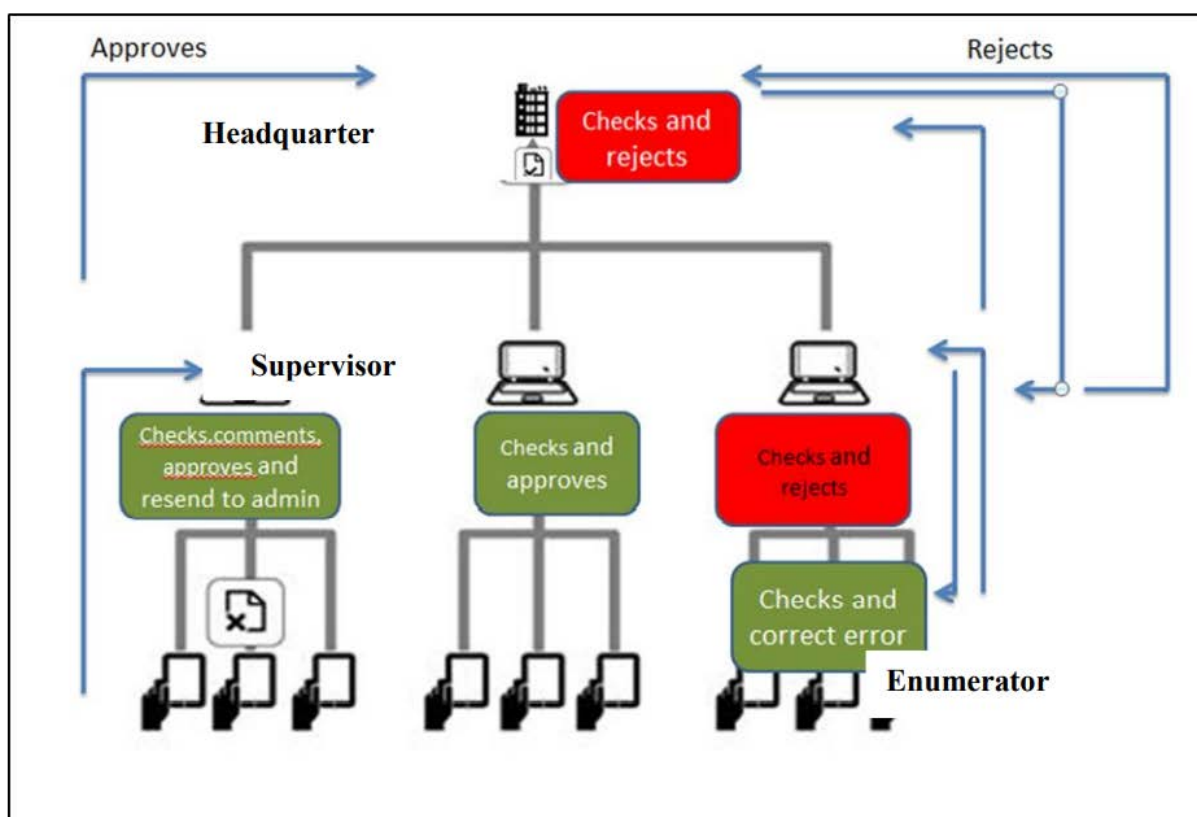 Approves
Rejects
Headquarter
Checks and
rejects
Supervisor
Checks,comments,
approves and
resend to admin
Checks and
approves
Checks and
rejects
Checks and
correct error
Enumerator